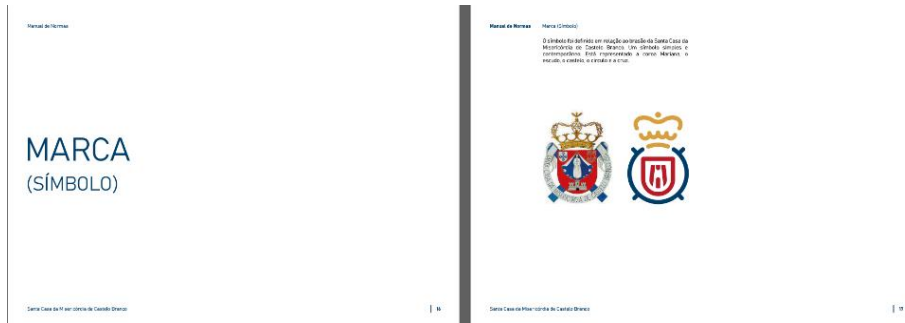 Manual de Normas
MARCA
(SÍMBOLO)
Santa Casa da Misericórdia de Castelo Branco
16
Manual de Normas Marca (Símbolo)
O símbolo foi definido em relação ao brasão da Santa Casa da
Misericórdia de Castelo Branco. Um símbolo simples e
contemporâneo. Está representado a coroa Mariana, o
escudo, o castelo, o círculo e a cruz.
Santa Casa da Misericórdia de Castelo Branco
17